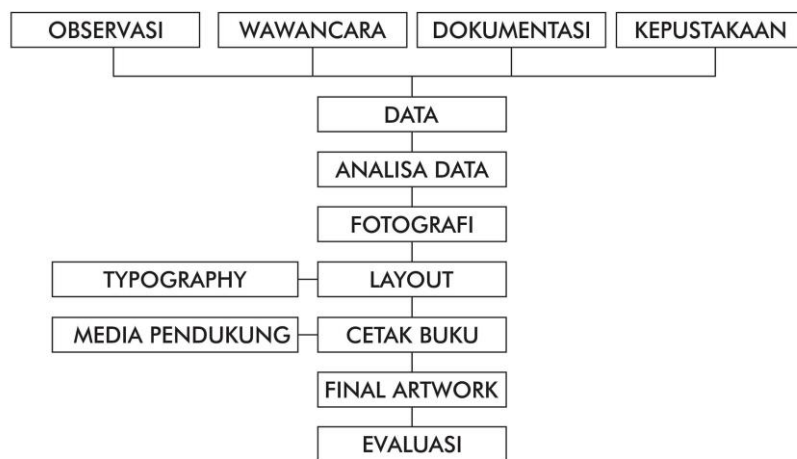 OBSERVASI
WAWANCARA
DOKUMENTASI
KEPUSTAKAAN
DATA
ANALISA DATA
FOTOGRAFI
TYPOGRAPHY
LAYOUT
MEDIA PENDUKUNG
CETAK BUKU
FINAL ARTWORK
EVALUASI